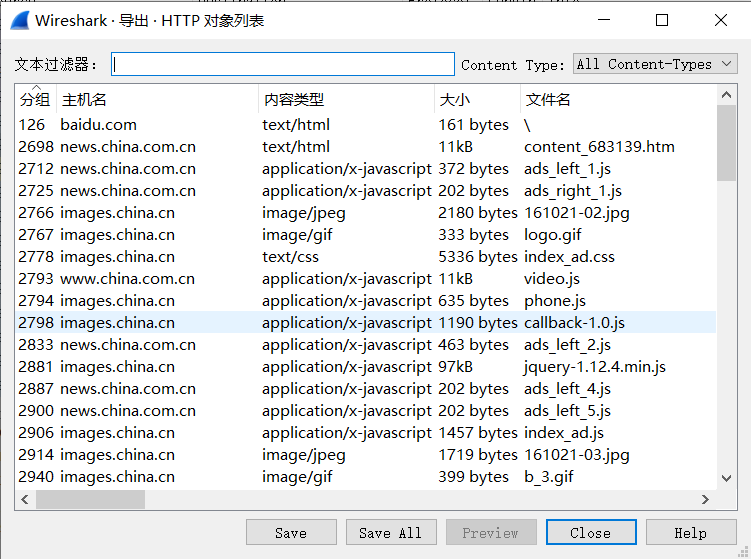 Wireshark · 导出 · HTTP 对象列表
文本过滤器： Content Type: All Content-Types
分组 主机名 内容类型 大小 文件名
126 baidu.com text/html 161 bytes \
2698 news.china.com.cn text/html 11kB content_683139.htm
2712 news.china.com.cn application/x-javascript 372 bytes ads_left_1.js
2725 news.china.com.cn application/x-javascript 202 bytes ads_right_1.js
2766 images.china.cn image/jpeg 2180 bytes 161021-02.jpg
2767 images.china.cn image/gif 333 bytes logo.gif
2778 images.china.cn text/css 5336 bytes index_ad.css
2793 www.china.com.cn application/x-javascript 11kB video.js
2794 images.china.cn application/x-javascript 635 bytes phone.js
2798 images.china.cn application/x-javascript 1190 bytes callback-1.0.js
2833 news.china.com.cn application/x-javascript 463 bytes ads_left_2.js
2881 images.china.cn application/x-javascript 97kB jquery-1.12.4.min.js
2887 news.china.com.cn application/x-javascript 202 bytes ads_left_4.js
2900 news.china.com.cn application/x-javascript 202 bytes ads_left_5.js
2906 images.china.cn application/x-javascript 1457 bytes index_ad.js
2914 images.china.cn image/jpeg 1719 bytes 161021-03.jpg
2940 images.china.cn image/gif 399 bytes b_3.gif
Save Save All Preview Close Help